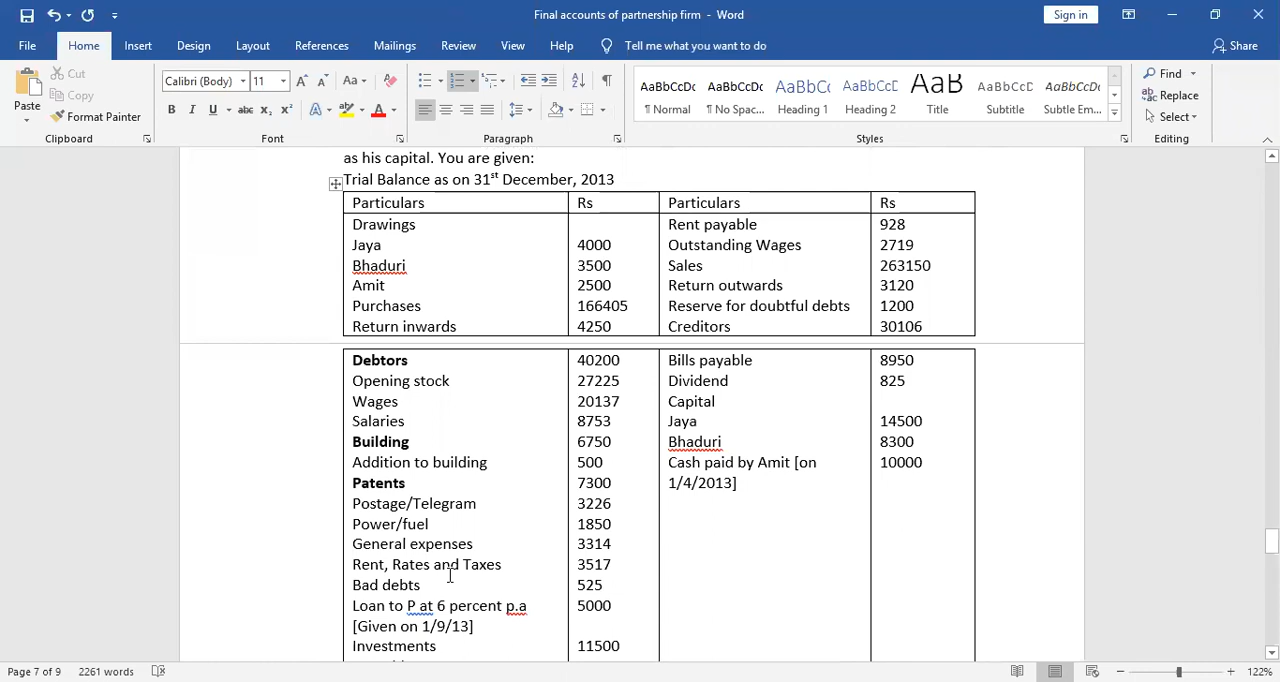 Final accounts of partnership firm - Word
Sign in
File Home Insert Design Layout References Mailings Review View Help Tell me what you want to do Share
Paste Cut Copy Format Painter
Calibri (Body) 11
AaBbCcDc AaBbCcDc AaBbCc AaBbCcC AaB AaBbCcD AaBbCcDc
¶ Normal ¶ No Spac... Heading 1 Heading 2 Title Subtitle Subtle Em...
Find Replace Select
Clipboard Font Paragraph Styles Editing
as his capital. You are given:
Trial Balance as on 31st December, 2013
Particulars Rs Particulars Rs
Drawings Rent payable 928
Jaya 4000 Outstanding Wages 2719
Bhaduri 3500 Sales 263150
Amit 2500 Return outwards 3120
Purchases 166405 Reserve for doubtful debts 1200
Return inwards 4250 Creditors 30106
Debtors 40200 Bills payable 8950
Opening stock 27225 Dividend 825
Wages 20137 Capital
Salaries 8753 Jaya 14500
Building 6750 Bhaduri 8300
Addition to building 500 Cash paid by Amit [on 10000
Patents 7300 1/4/2013]
Postage/Telegram 3226
Power/fuel 1850
General expenses 3314
Rent, Rates and Taxes 3517
Bad debts 525
Loan to P at 6 percent p.a 5000
[Given on 1/9/13]
Investments 11500
Page 7 of 9 2261 words 122%